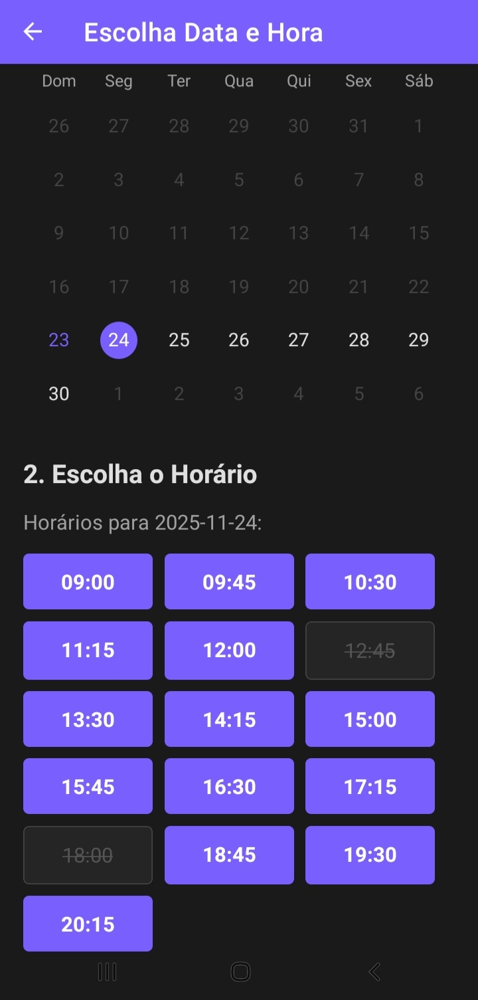 Escolha Data e Hora
Dom Seg Ter Qua Qui Sex Sáb
26 27 28 29 30 31 1
2 3 4 5 6 7 8
9 10 11 12 13 14 15
16 17 18 19 20 21 22
23 24 25 26 27 28 29
30 1 2 3 4 5 6
2. Escolha o Horário
Horários para 2025-11-24:
09:00 09:45 10:30
11:15 12:00 12:45
13:30 14:15 15:00
15:45 16:30 17:15
18:00 18:45 19:30
20:15